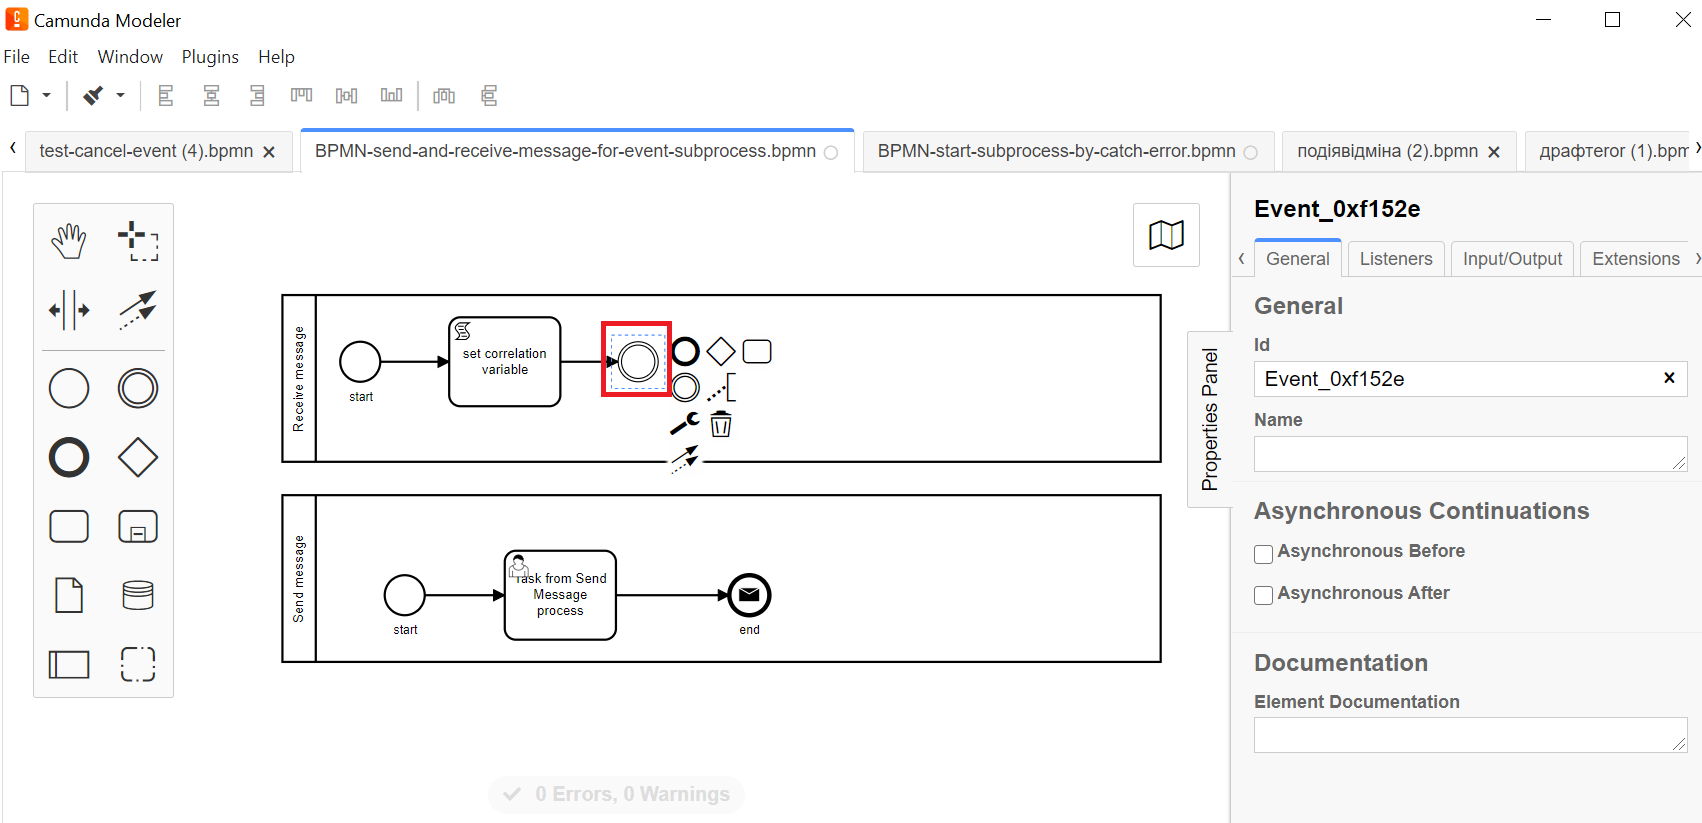 Camunda Modeler
File Edit Window Plugins Help
test-cancel-event (4).bpmn
BPMN-send-and-receive-message-for-event-subprocess.bpmn
BPMN-start-subprocess-by-catch-error.bpmn
подіявідміна (2).bpmn
драфтеror (1).bpm
Receive message
start
set correlation
variable
Send message
start
Task from Send
Message
process
end
0 Errors, 0 Warnings
Properties Panel
Event_0xf152e
General Listeners Input/Output Extensions
General
Id
Event_0xf152e
Name
Asynchronous Continuations
Asynchronous Before
Asynchronous After
Documentation
Element Documentation